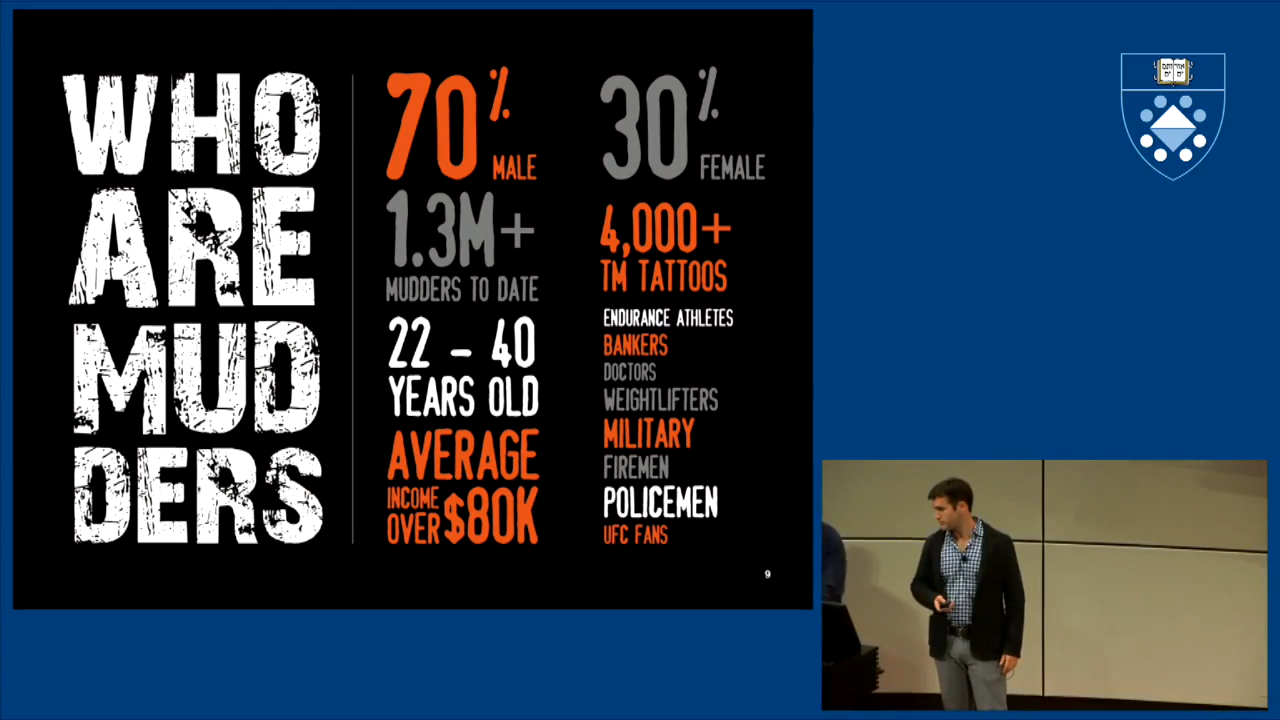 WHO
ARE
MUD
DERS
70%
MALE
1.3M+
MUDDERS TO DATE
22 – 40
YEARS OLD
AVERAGE
INCOME
OVER $80K
30%
FEMALE
4,000+
TM TATTOOS
ENDURANCE ATHLETES
BANKERS
DOCTORS
WEIGHTLIFTERS
MILITARY
FIREMEN
POLICEMEN
UFC FANS
9